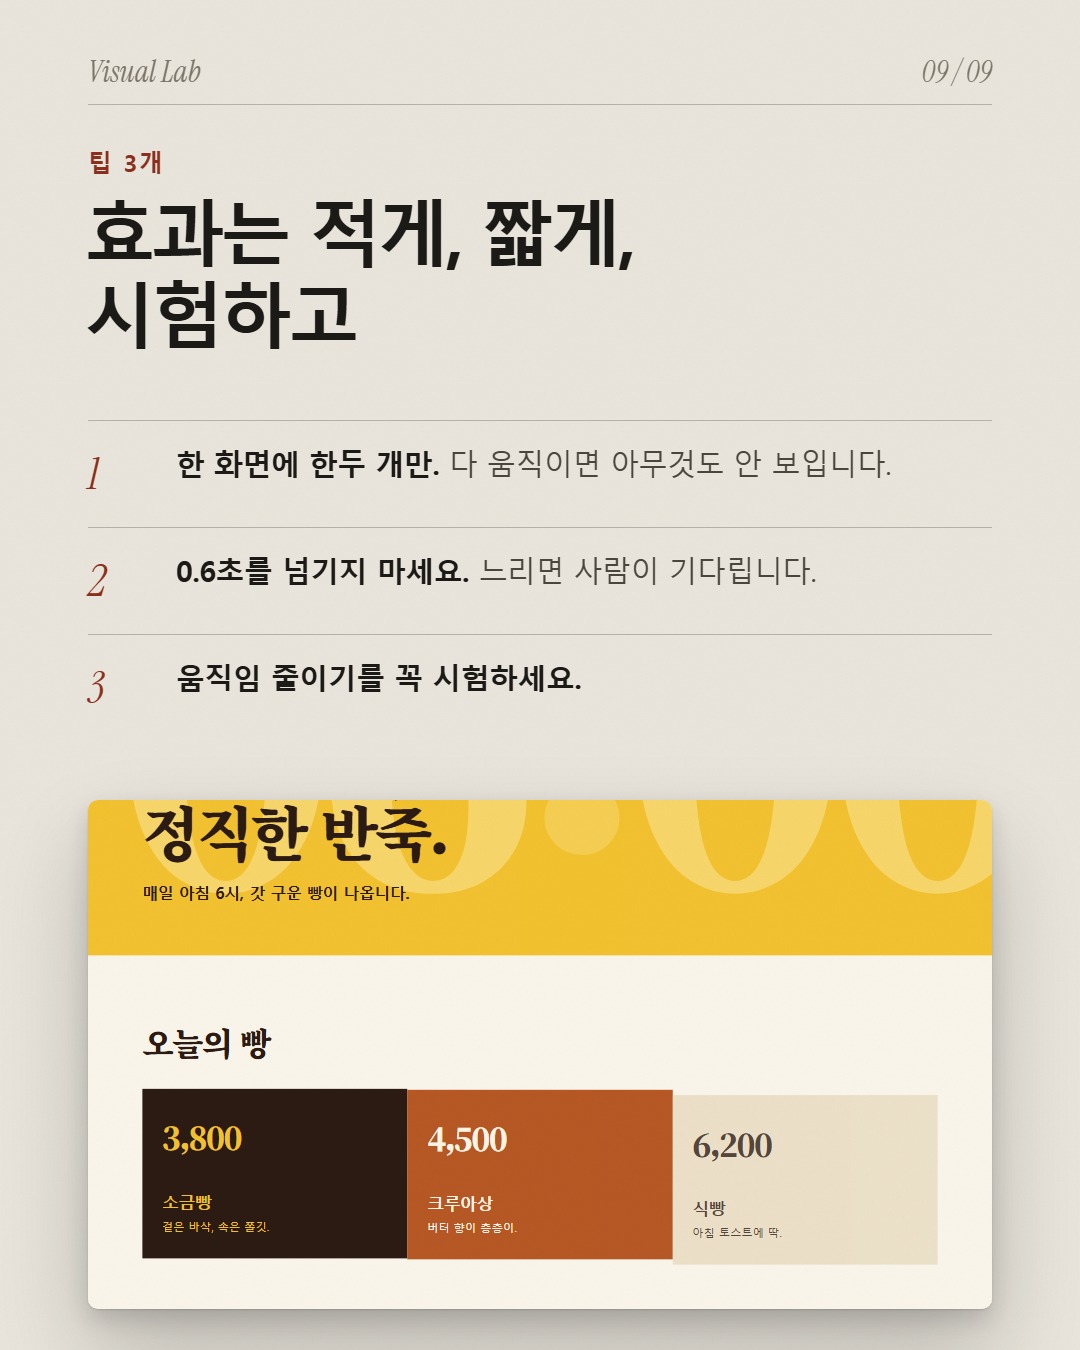 Visual Lab
09 / 09
팁 3개
효과는 적게, 짧게,
시험하고
1
한 화면에 한두 개만. 다 움직이면 아무것도 안 보입니다.
2
0.6초를 넘기지 마세요. 느리면 사람이 기다립니다.
3
움직임 줄이기를 꼭 시험하세요.
정직한 반죽.
매일 아침 6시, 갓 구운 빵이 나옵니다.
오늘의 빵
3,800
소금빵
겉은 바삭, 속은 쫄깃.
4,500
크루아상
버터 향이 층층이.
6,200
식빵
아침 토스트에 딱.